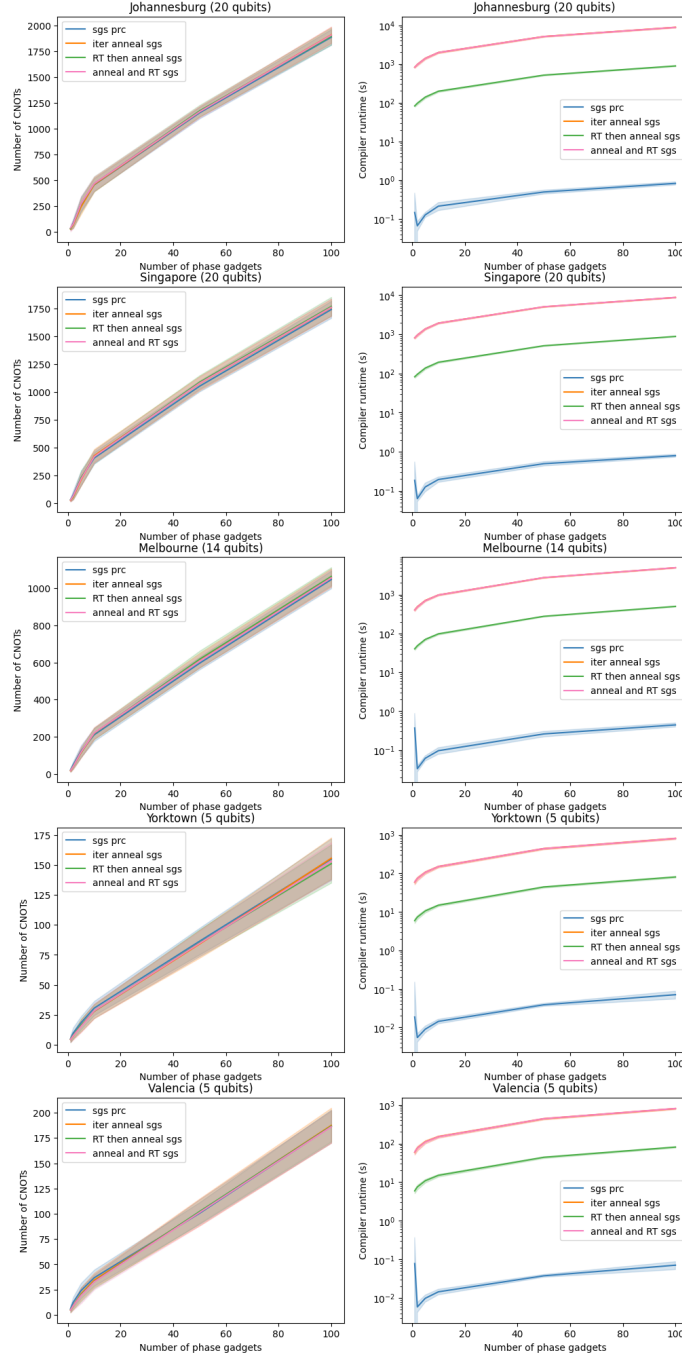 Johannesburg (20 qubits)
2000
1750
1500
1250
1000
750
500
250
0
Number of CNOTs
sgs prc
iter anneal sgs
RT then anneal sgs
anneal and RT sgs
0 20 40 60 80 100
Number of phase gadgets
Johannesburg (20 qubits)
10^4
10^3
10^2
10^1
10^0
10^-1
Compiler runtime (s)
sgs prc
iter anneal sgs
RT then anneal sgs
anneal and RT sgs
0 20 40 60 80 100
Number of phase gadgets
Singapore (20 qubits)
1750
1500
1250
1000
750
500
250
0
Number of CNOTs
sgs prc
iter anneal sgs
RT then anneal sgs
anneal and RT sgs
0 20 40 60 80 100
Number of phase gadgets
Singapore (20 qubits)
10^4
10^3
10^2
10^1
10^0
10^-1
Compiler runtime (s)
sgs prc
iter anneal sgs
RT then anneal sgs
anneal and RT sgs
0 20 40 60 80 100
Number of phase gadgets
Melbourne (14 qubits)
1000
800
600
400
200
0
Number of CNOTs
sgs prc
iter anneal sgs
RT then anneal sgs
anneal and RT sgs
0 20 40 60 80 100
Number of phase gadgets
Melbourne (14 qubits)
10^3
10^2
10^1
10^0
10^-1
Compiler runtime (s)
sgs prc
iter anneal sgs
RT then anneal sgs
anneal and RT sgs
0 20 40 60 80 100
Number of phase gadgets
Yorktown (5 qubits)
175
150
125
100
75
50
25
0
Number of CNOTs
sgs prc
iter anneal sgs
RT then anneal sgs
anneal and RT sgs
0 20 40 60 80 100
Number of phase gadgets
Yorktown (5 qubits)
10^3
10^2
10^1
10^0
10^-1
10^-2
Compiler runtime (s)
sgs prc
iter anneal sgs
RT then anneal sgs
anneal and RT sgs
0 20 40 60 80 100
Number of phase gadgets
Valencia (5 qubits)
200
175
150
125
100
75
50
25
0
Number of CNOTs
sgs prc
iter anneal sgs
RT then anneal sgs
anneal and RT sgs
0 20 40 60 80 100
Number of phase gadgets
Valencia (5 qubits)
10^3
10^2
10^1
10^0
10^-1
10^-2
Compiler runtime (s)
sgs prc
iter anneal sgs
RT then anneal sgs
anneal and RT sgs
0 20 40 60 80 100
Number of phase gadgets